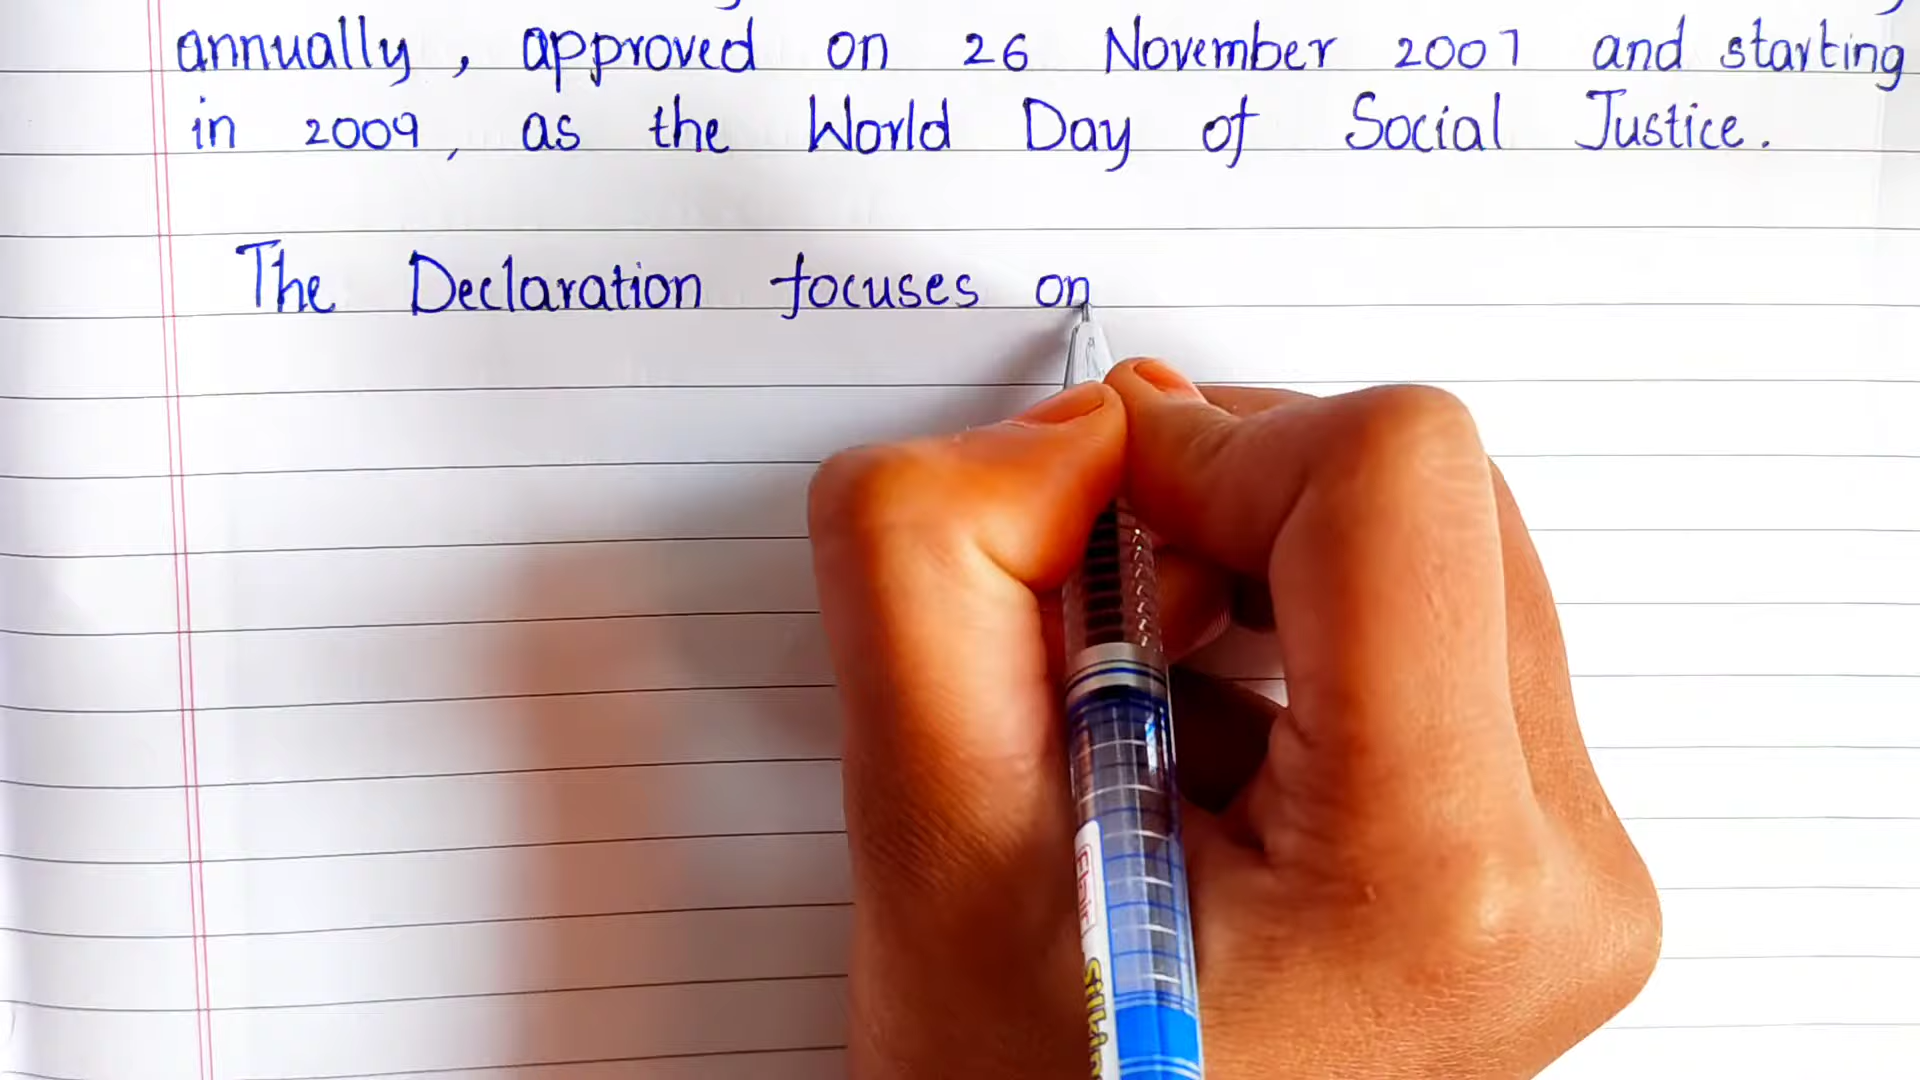 annually, approved on 26 November 2007 and starting
in 2009, as the World Day of Social Justice.
The Declaration focuses on
Elkos